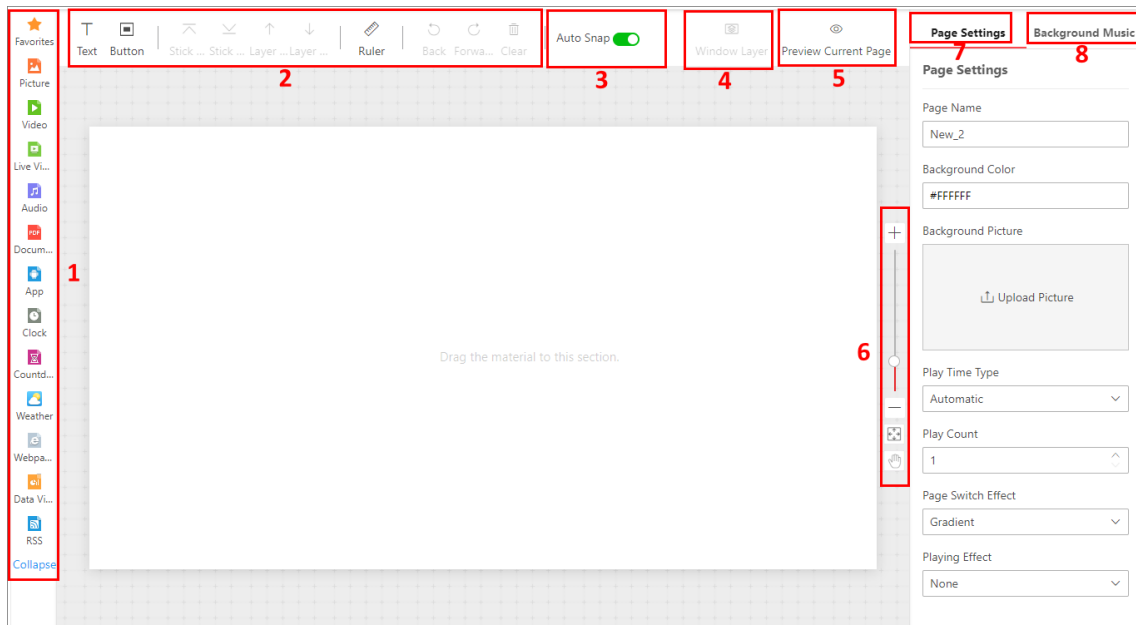 Favorites
Picture
Video
Live Vi...
Audio
PDF
Docum...
App
Clock
Countd...
Weather
Webpa...
Data Vi...
RSS
Collapse
1
Text Button Stick ... Stick ... Layer ... Layer ... Ruler Back Forwa... Clear
2
Auto Snap
3
Window Layer
4
Preview Current Page
5
Drag the material to this section.
6
Page Settings Background Music
7 8
Page Settings
Page Name
New_2
Background Color
#FFFFFF
Background Picture
Upload Picture
Play Time Type
Automatic
Play Count
1
Page Switch Effect
Gradient
Playing Effect
None